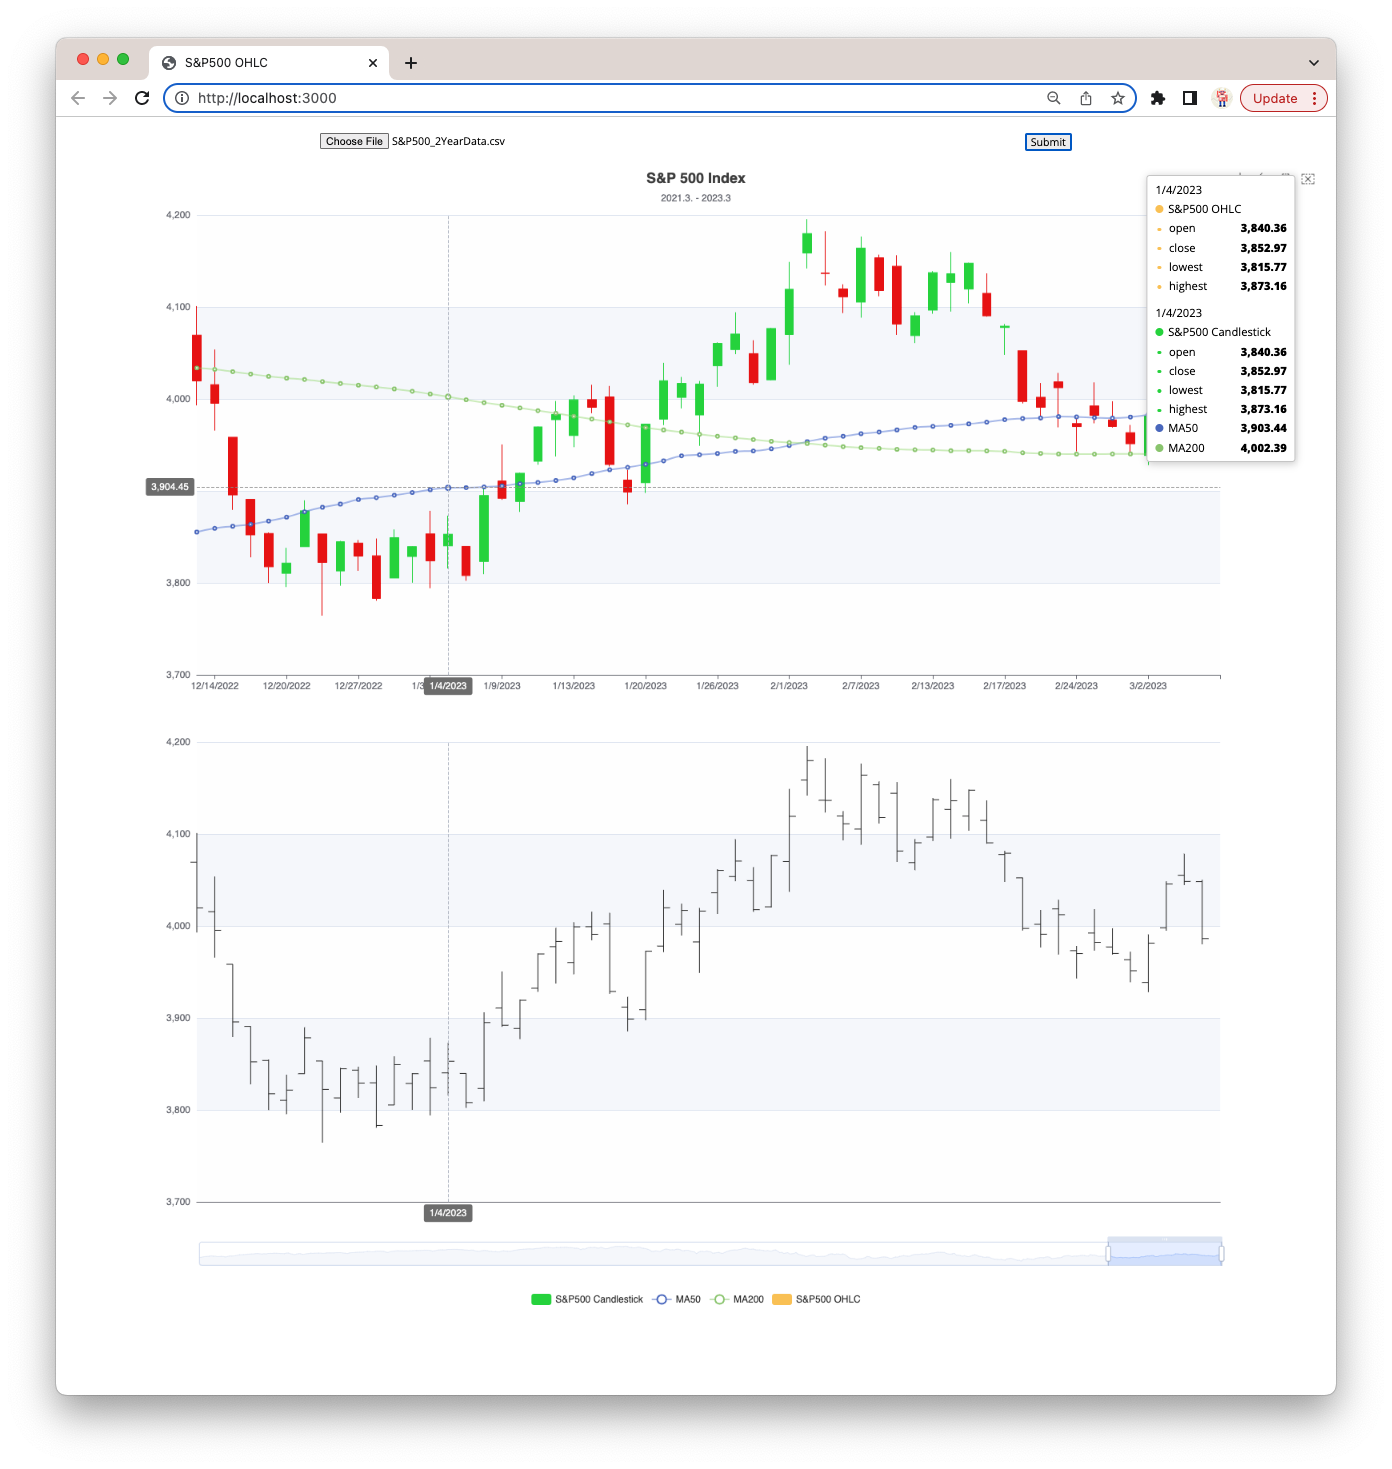 S&P500 OHLC
http://localhost:3000
Update
Choose File S&P500_2YearData.csv
Submit
S&P 500 Index
2021.3. - 2023.3
4,200
4,100
4,000
3,904.45
3,800
3,700
12/14/2022 12/20/2022 12/27/2022 1/4/2023 1/9/2023 1/13/2023 1/20/2023 1/26/2023 2/1/2023 2/7/2023 2/13/2023 2/17/2023 2/24/2023 3/2/2023
1/4/2023
S&P500 OHLC
open 3,840.36
close 3,852.97
lowest 3,815.77
highest 3,873.16
1/4/2023
S&P500 Candlestick
open 3,840.36
close 3,852.97
lowest 3,815.77
highest 3,873.16
MA50 3,903.44
MA200 4,002.39
4,200
4,100
4,000
3,900
3,800
3,700
1/4/2023
S&P500 Candlestick MA50 MA200 S&P500 OHLC